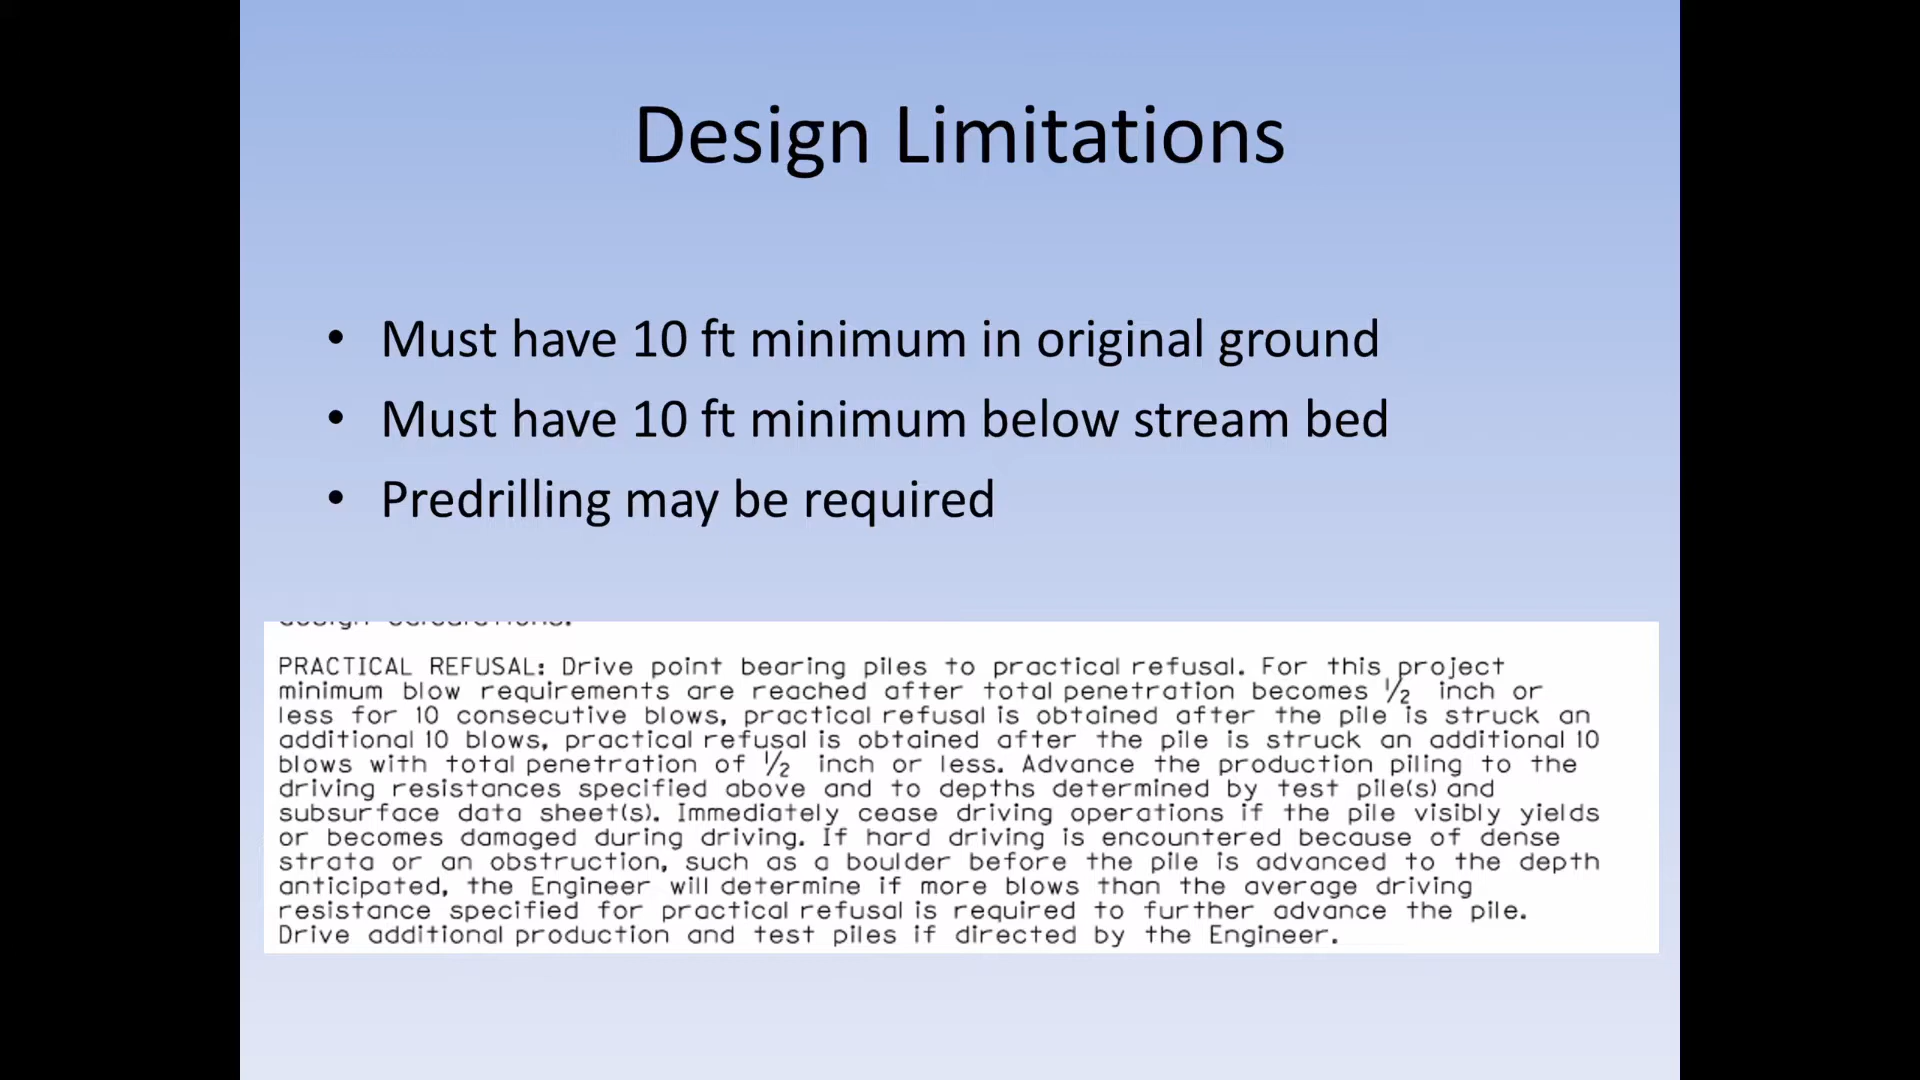 Design Limitations
• Must have 10 ft minimum in original ground
• Must have 10 ft minimum below stream bed
• Predrilling may be required
PRACTICAL REFUSAL: Drive point bearing piles to practical refusal. For this project
minimum blow requirements are reached after total penetration becomes ½ inch or
less for 10 consecutive blows, practical refusal is obtained after the pile is struck an
additional 10 blows, practical refusal is obtained after the pile is struck an additional 10
blows with total penetration of ½ inch or less. Advance the production piling to the
driving resistances specified above and to depths determined by test pile(s) and
subsurface data sheet(s). Immediately cease driving operations if the pile visibly yields
or becomes damaged during driving. If hard driving is encountered because of dense
strata or an obstruction, such as a boulder before the pile is advanced to the depth
anticipated, the Engineer will determine if more blows than the average driving
resistance specified for practical refusal is required to further advance the pile.
Drive additional production and test piles if directed by the Engineer.